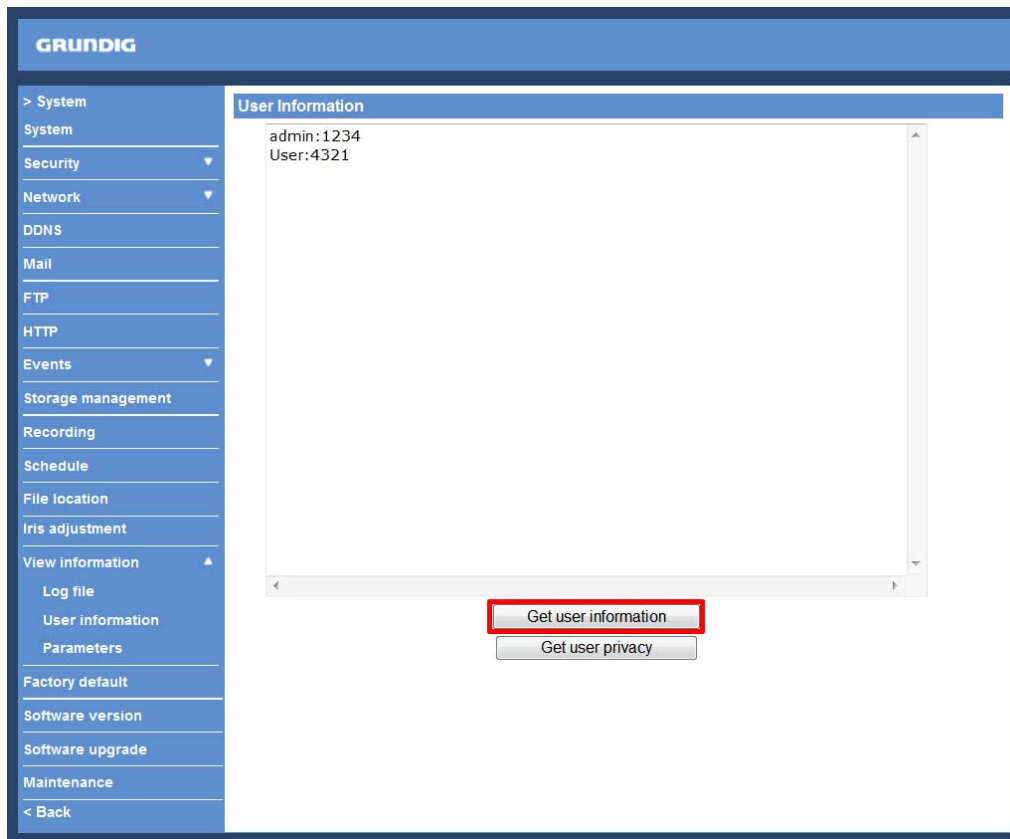 GRUNDIG
> System
System
Security
Network
DDNS
Mail
FTP
HTTP
Events
Storage management
Recording
Schedule
File location
Iris adjustment
View information
Log file
User information
Parameters
Factory default
Software version
Software upgrade
Maintenance
< Back
User Information
admin:1234
User:4321
Get user information
Get user privacy